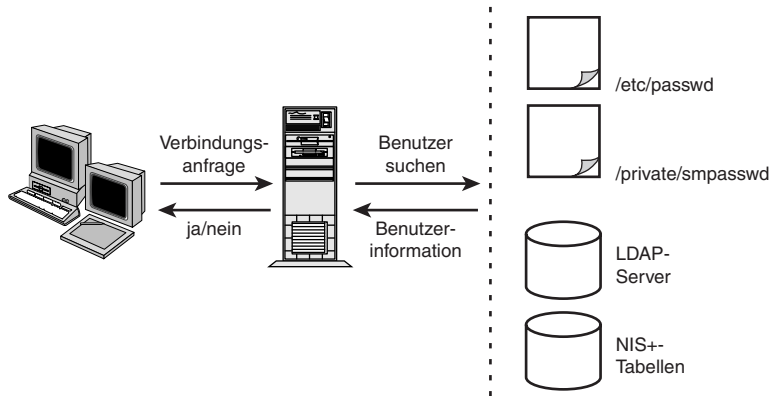 Verbindungs-
anfrage
ja/nein
Benutzer
suchen
Benutzer-
information
/etc/passwd
/private/smpasswd
LDAP-
Server
NIS+-
Tabellen